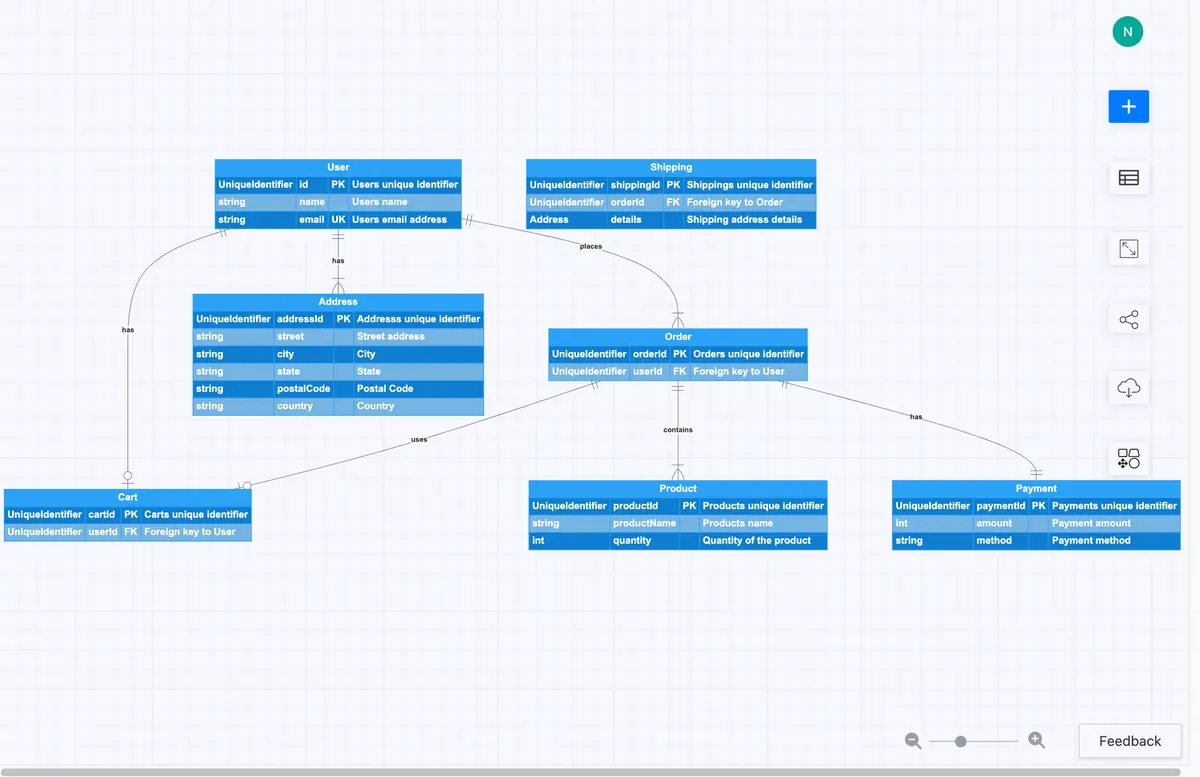 N
User
UniqueIdentifier id PK Users unique identifier
string name Users name
string email UK Users email address
Shipping
UniqueIdentifier shippingId PK Shippings unique identifier
UniqueIdentifier orderId FK Foreign key to Order
Address details Shipping address details
places
has
Address
UniqueIdentifier addressId PK Addresss unique identifier
string street Street address
string city City
string state State
string postalCode Postal Code
string country Country
has
Order
UniqueIdentifier orderId PK Orders unique identifier
UniqueIdentifier userId FK Foreign key to User
uses
contains
has
Cart
UniqueIdentifier cartId PK Carts unique identifier
UniqueIdentifier userId FK Foreign key to User
Product
UniqueIdentifier productId PK Products unique identifier
string productName Products name
int quantity Quantity of the product
Payment
UniqueIdentifier paymentId PK Payments unique identifier
int amount Payment amount
string method Payment method
Feedback